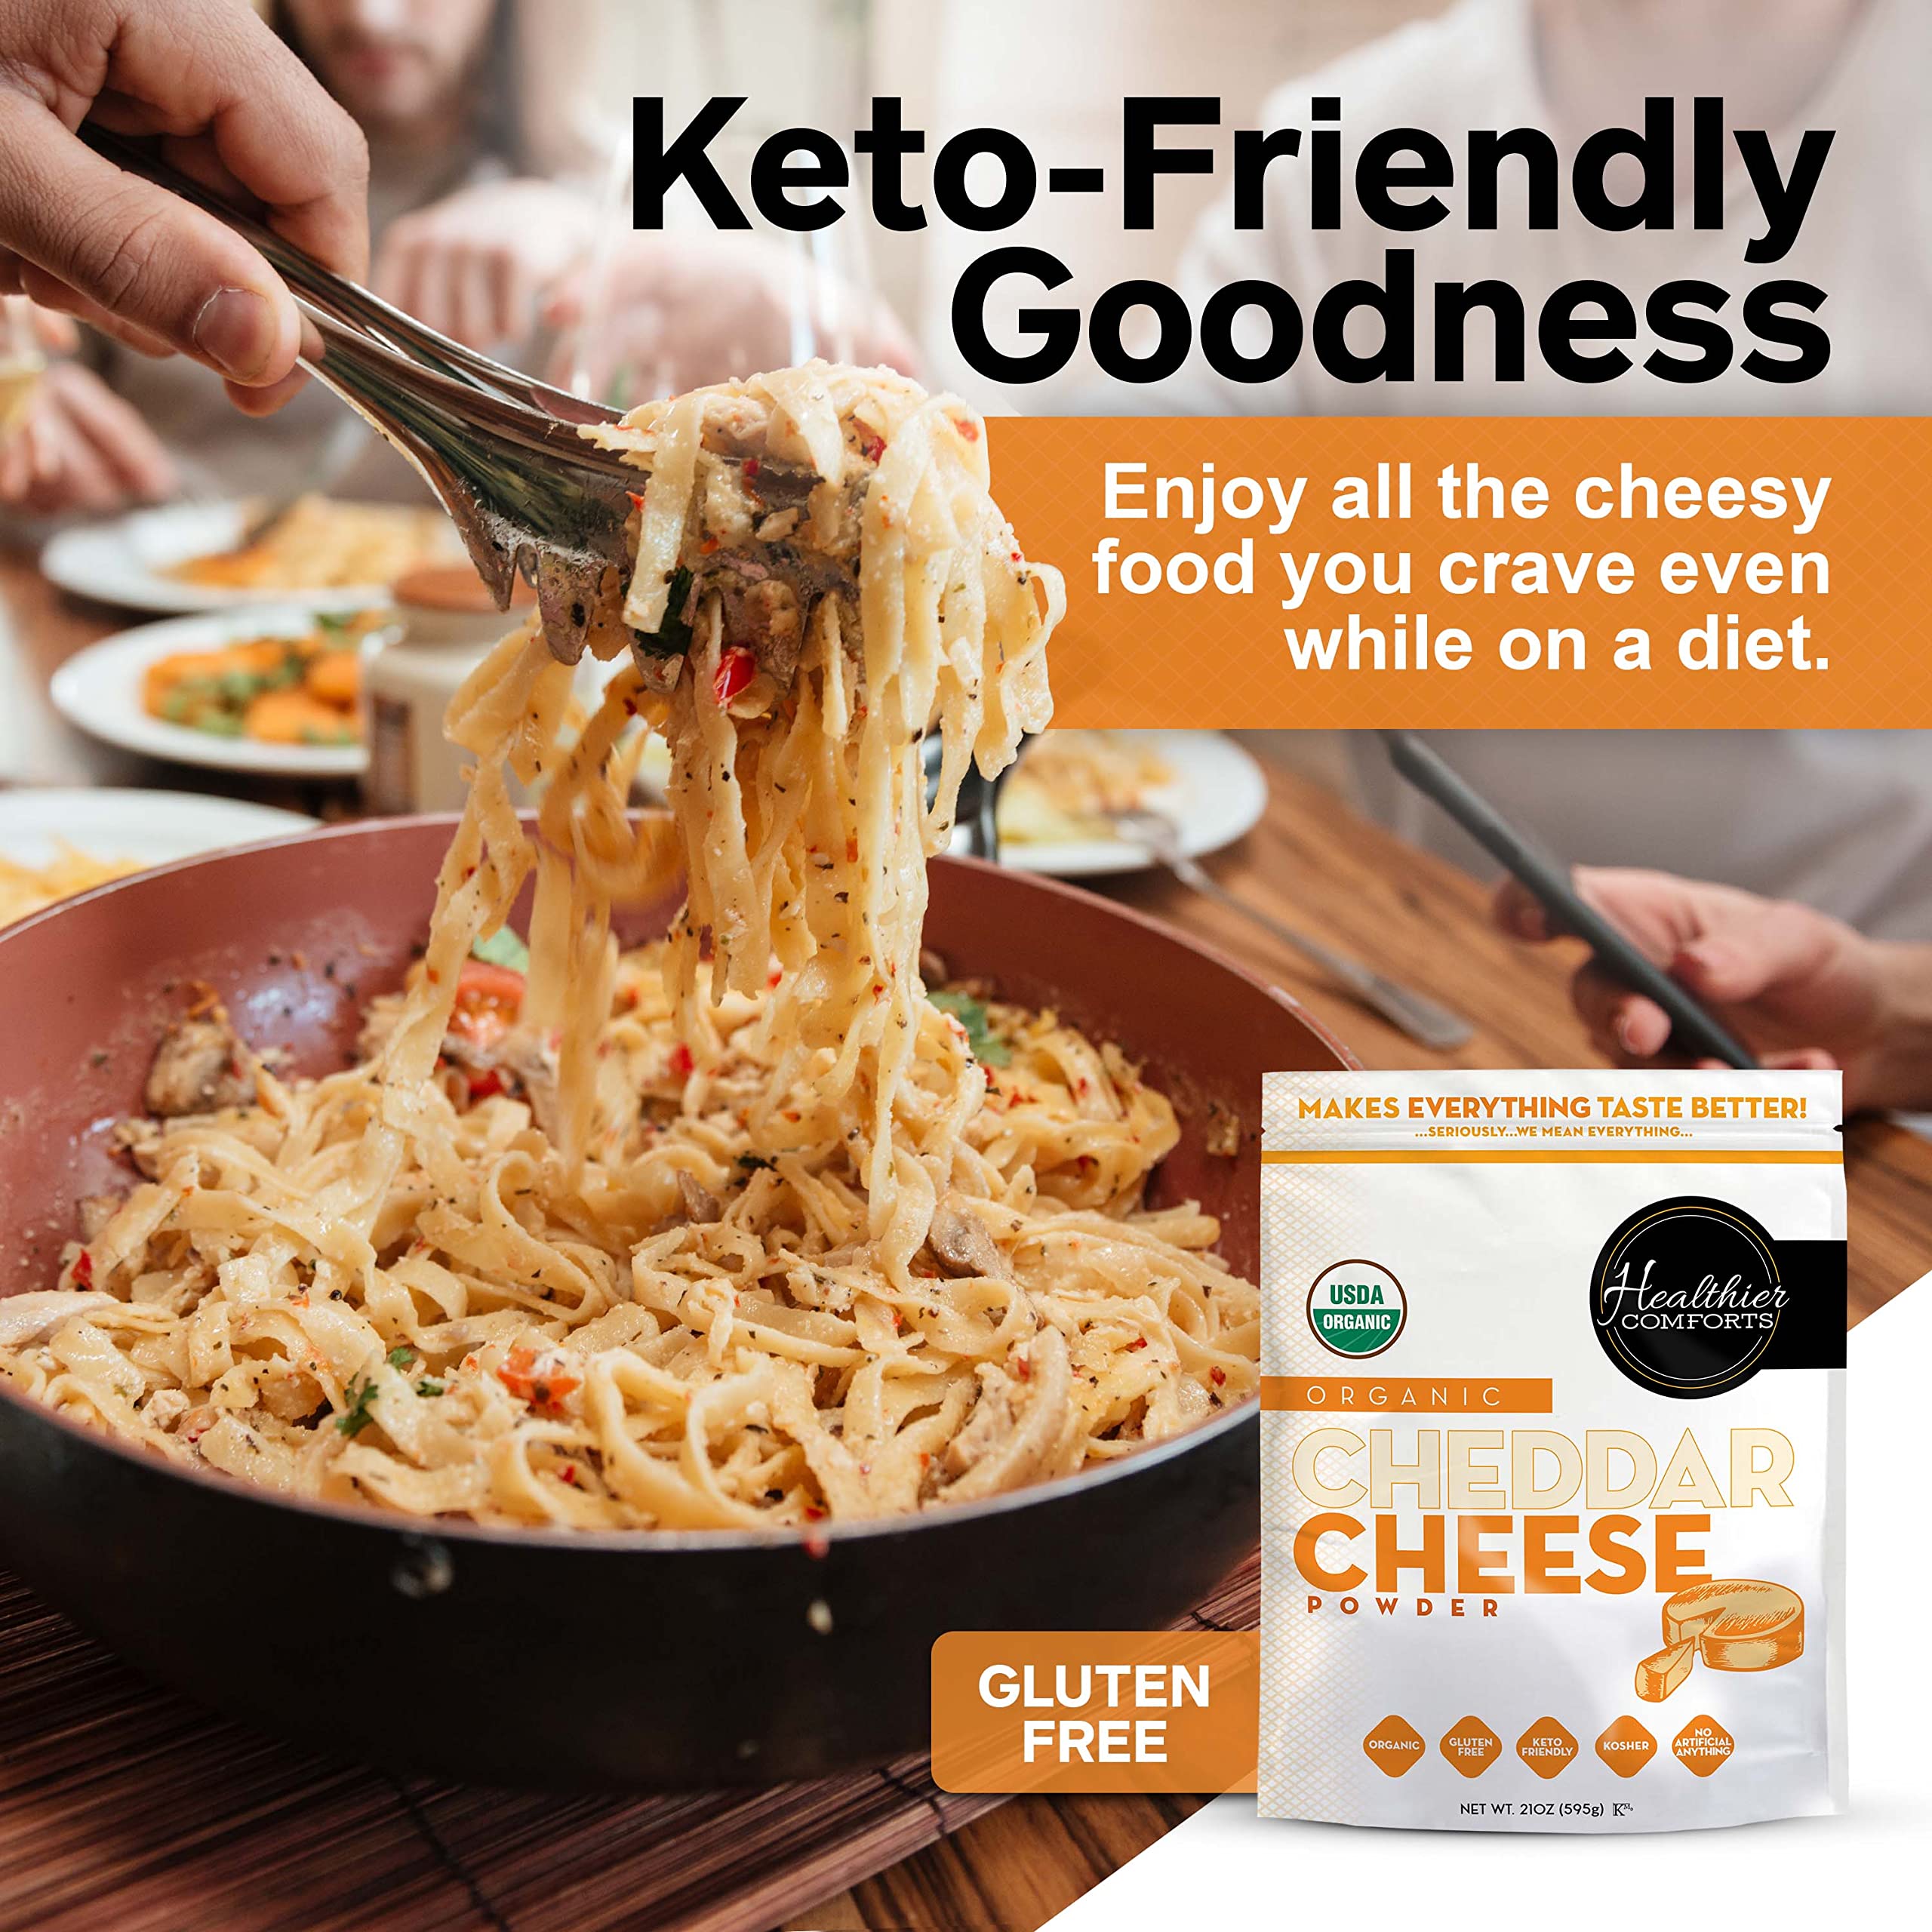 Keto-Friendly
Goodness
Enjoy all the cheesy
food you crave even
while on a diet.
MAKES EVERYTHING TASTE BETTER!
...SERIOUSLY...WE MEAN EVERYTHING...
Healthier
COMFORTS
USDA
ORGANIC
ORGANIC
CHEDDAR
CHEESE
POWDER
GLUTEN
FREE
ORGANIC
GLUTEN
FREE
KETO
FRIENDLY
KOSHER
NO
ARTIFICIAL
ANYTHING
NET WT. 21OZ (595g)